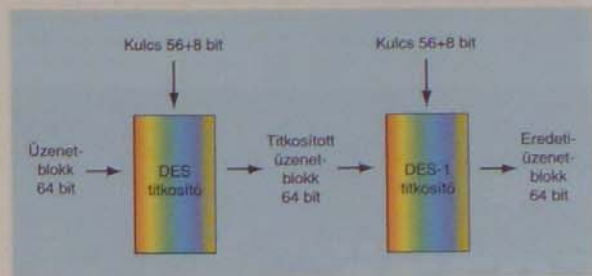 Kulcs 56+8 bit
Kulcs 56+8 bit
Üzenet-
blokk
64 bit
DES
titkosító
Titkosított
üzenet-
blokk
64 bit
DES-1
titkosító
Eredeti-
üzenet-
blokk
64 bit